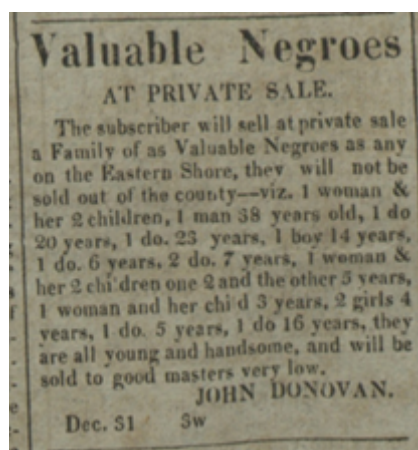 Valuable Negroes
AT PRIVATE SALE.
The subscriber will sell at private sale
a Family of as Valuable Negroes as any
on the Eastern Shore, they will not be
sold out of the county—viz. 1 woman &
her 2 children, 1 man 38 years old, 1 do
20 years, 1 do. 23 years, 1 boy 14 years,
1 do. 6 years, 2 do. 7 years, 1 woman &
her 2 children one 2 and the other 5 years,
1 woman and her child 3 years, 2 girls 4
years, 1 do. 5 years, 1 do 16 years, they
are all young and handsome, and will be
sold to good masters very low.
JOHN DONOVAN.
Dec. 31 3w